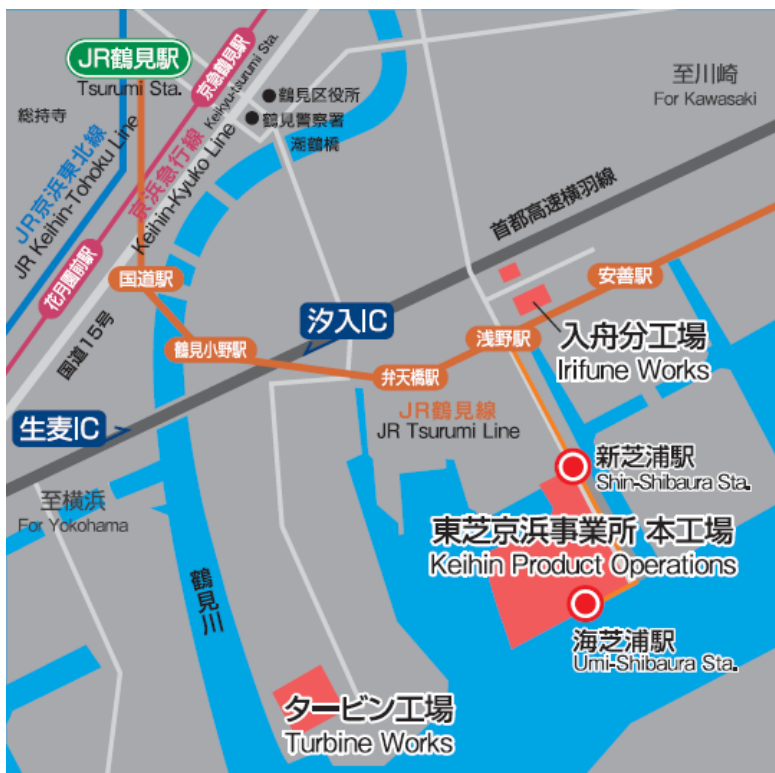 JR鶴見駅
Tsurumi Sta.
京急鶴見駅
Keikyu-tsurumi Sta.
鶴見区役所
鶴見警察署
潮鶴橋
総持寺
至川崎
For Kawasaki
JR京浜東北線
JR Keihin-Tohoku Line
京浜急行線
Keihin-Kyuko Line
花月園前駅
国道15号
首都高速横羽線
国道駅
鶴見小野駅
汐入IC
弁天橋駅
浅野駅
安善駅
入舟分工場
Irifune Works
JR鶴見線
JR Tsurumi Line
生麦IC
至横浜
For Yokohama
新芝浦駅
Shin-Shibaura Sta.
東芝京浜事業所 本工場
Keihin Product Operations
鶴見川
海芝浦駅
Umi-Shibaura Sta.
タービン工場
Turbine Works